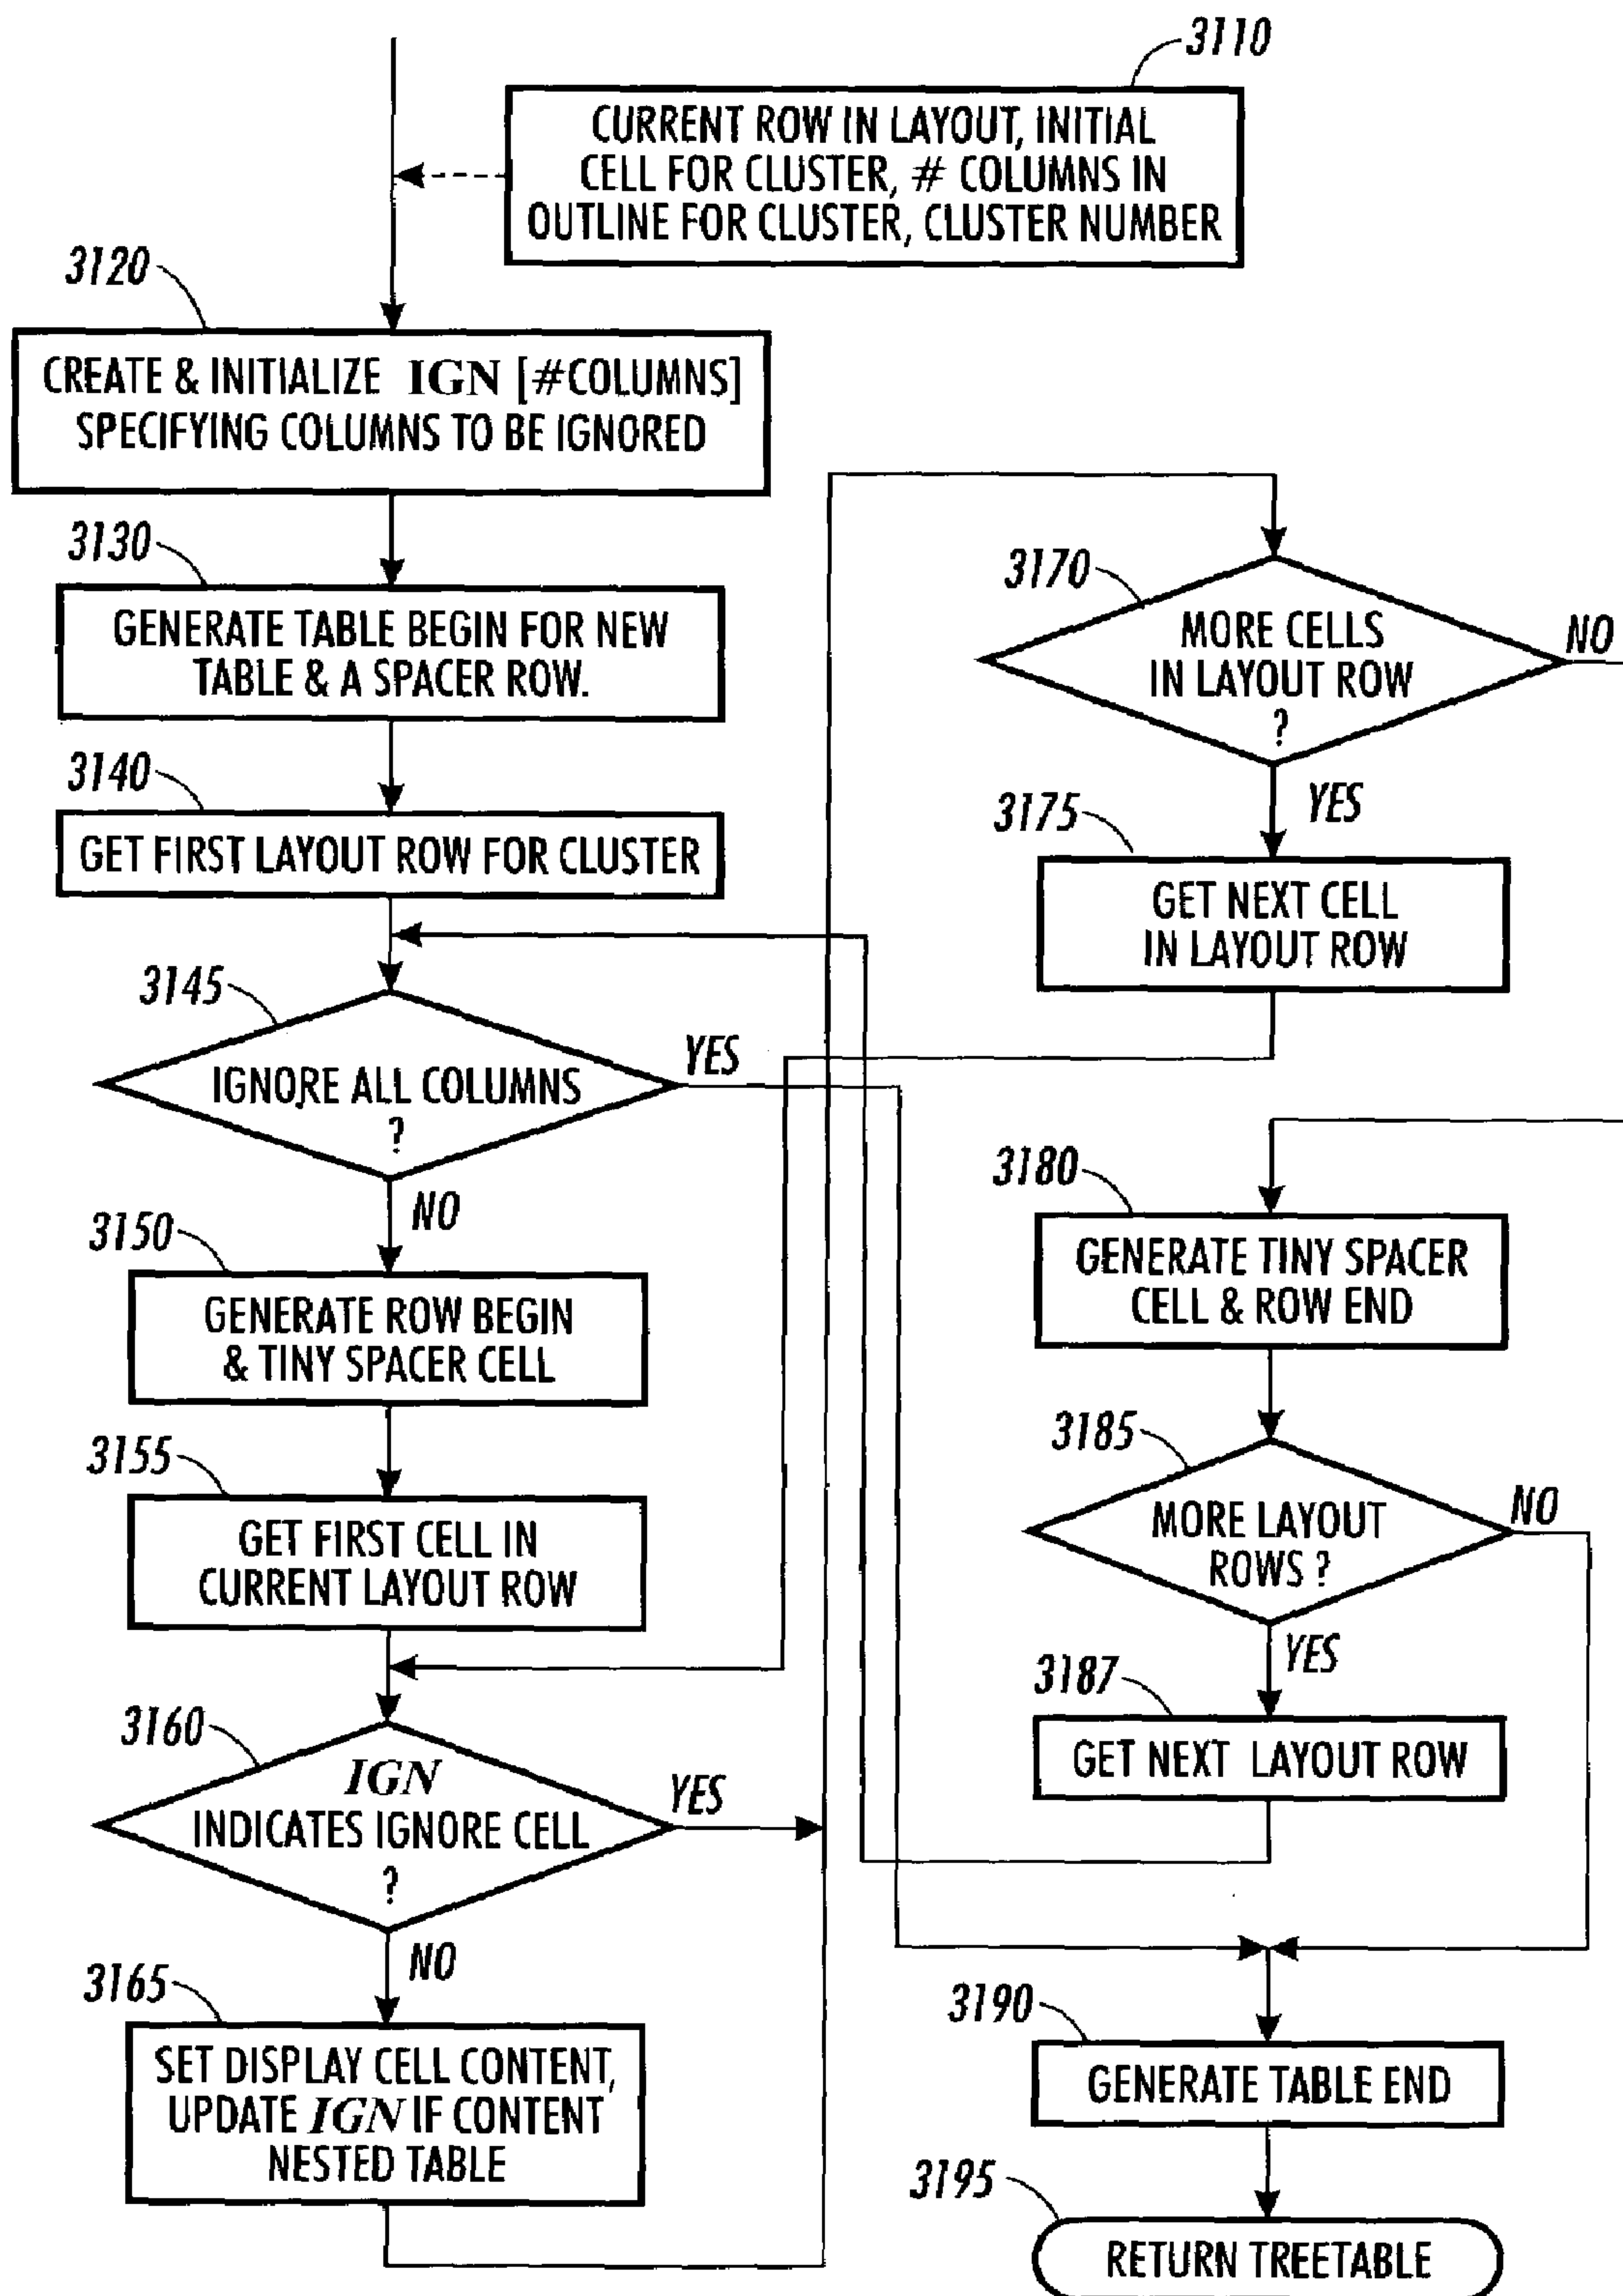 3110
CURRENT ROW IN LAYOUT, INITIAL
CELL FOR CLUSTER, # COLUMNS IN
OUTLINE FOR CLUSTER, CLUSTER NUMBER
3120
CREATE & INITIALIZE IGN [#COLUMNS]
SPECIFYING COLUMNS TO BE IGNORED
3130
GENERATE TABLE BEGIN FOR NEW
TABLE & A SPACER ROW.
3140
GET FIRST LAYOUT ROW FOR CLUSTER
3145
IGNORE ALL COLUMNS
?
YES
NO
3150
GENERATE ROW BEGIN
& TINY SPACER CELL
3155
GET FIRST CELL IN
CURRENT LAYOUT ROW
3160
IGN
INDICATES IGNORE CELL
?
YES
NO
3165
SET DISPLAY CELL CONTENT,
UPDATE IGN IF CONTENT
NESTED TABLE
3170
MORE CELLS
IN LAYOUT ROW
?
NO
YES
3175
GET NEXT CELL
IN LAYOUT ROW
3180
GENERATE TINY SPACER
CELL & ROW END
3185
MORE LAYOUT
ROWS ?
NO
YES
3187
GET NEXT LAYOUT ROW
3190
GENERATE TABLE END
3195
RETURN TREETABLE